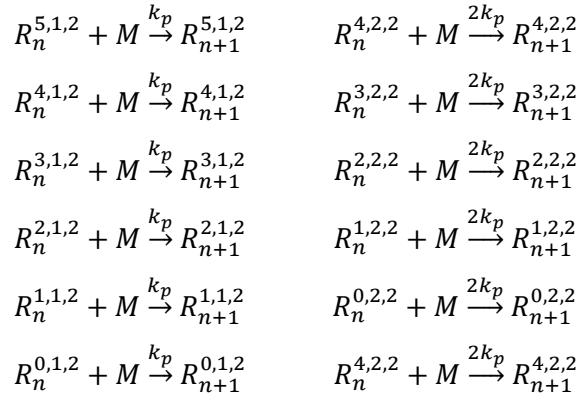 R_n^{5,1,2} + M \xrightarrow{k_p} R_{n+1}^{5,1,2}    R_n^{4,2,2} + M \xrightarrow{2k_p} R_{n+1}^{4,2,2}
R_n^{4,1,2} + M \xrightarrow{k_p} R_{n+1}^{4,1,2}    R_n^{3,2,2} + M \xrightarrow{2k_p} R_{n+1}^{3,2,2}
R_n^{3,1,2} + M \xrightarrow{k_p} R_{n+1}^{3,1,2}    R_n^{2,2,2} + M \xrightarrow{2k_p} R_{n+1}^{2,2,2}
R_n^{2,1,2} + M \xrightarrow{k_p} R_{n+1}^{2,1,2}    R_n^{1,2,2} + M \xrightarrow{2k_p} R_{n+1}^{1,2,2}
R_n^{1,1,2} + M \xrightarrow{k_p} R_{n+1}^{1,1,2}    R_n^{0,2,2} + M \xrightarrow{2k_p} R_{n+1}^{0,2,2}
R_n^{0,1,2} + M \xrightarrow{k_p} R_{n+1}^{0,1,2}    R_n^{4,2,2} + M \xrightarrow{2k_p} R_{n+1}^{4,2,2}